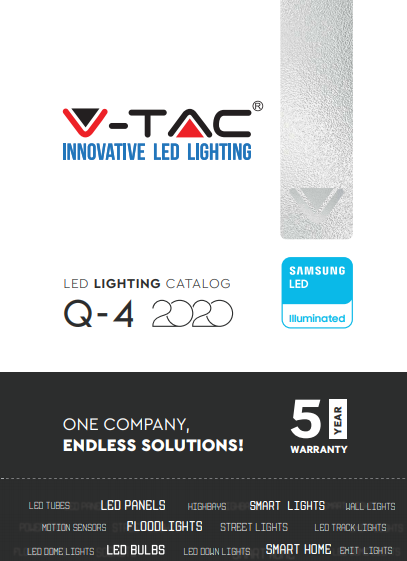 V-TAC®
INNOVATIVE LED LIGHTING
LED LIGHTING CATALOG
Q-4 2020
SAMSUNG
LED
Illuminated
ONE COMPANY,
ENDLESS SOLUTIONS!
5 YEAR
WARRANTY
LED TUBES LED PANELS HIGHBAYS SMART LIGHTS WALL LIGHTS
MOTION SENSORS FLOODLIGHTS STREET LIGHTS LED TRACK LIGHTS
LED DOME LIGHTS LED BULBS LED DOWN LIGHTS SMART HOME EXIT LIGHTS